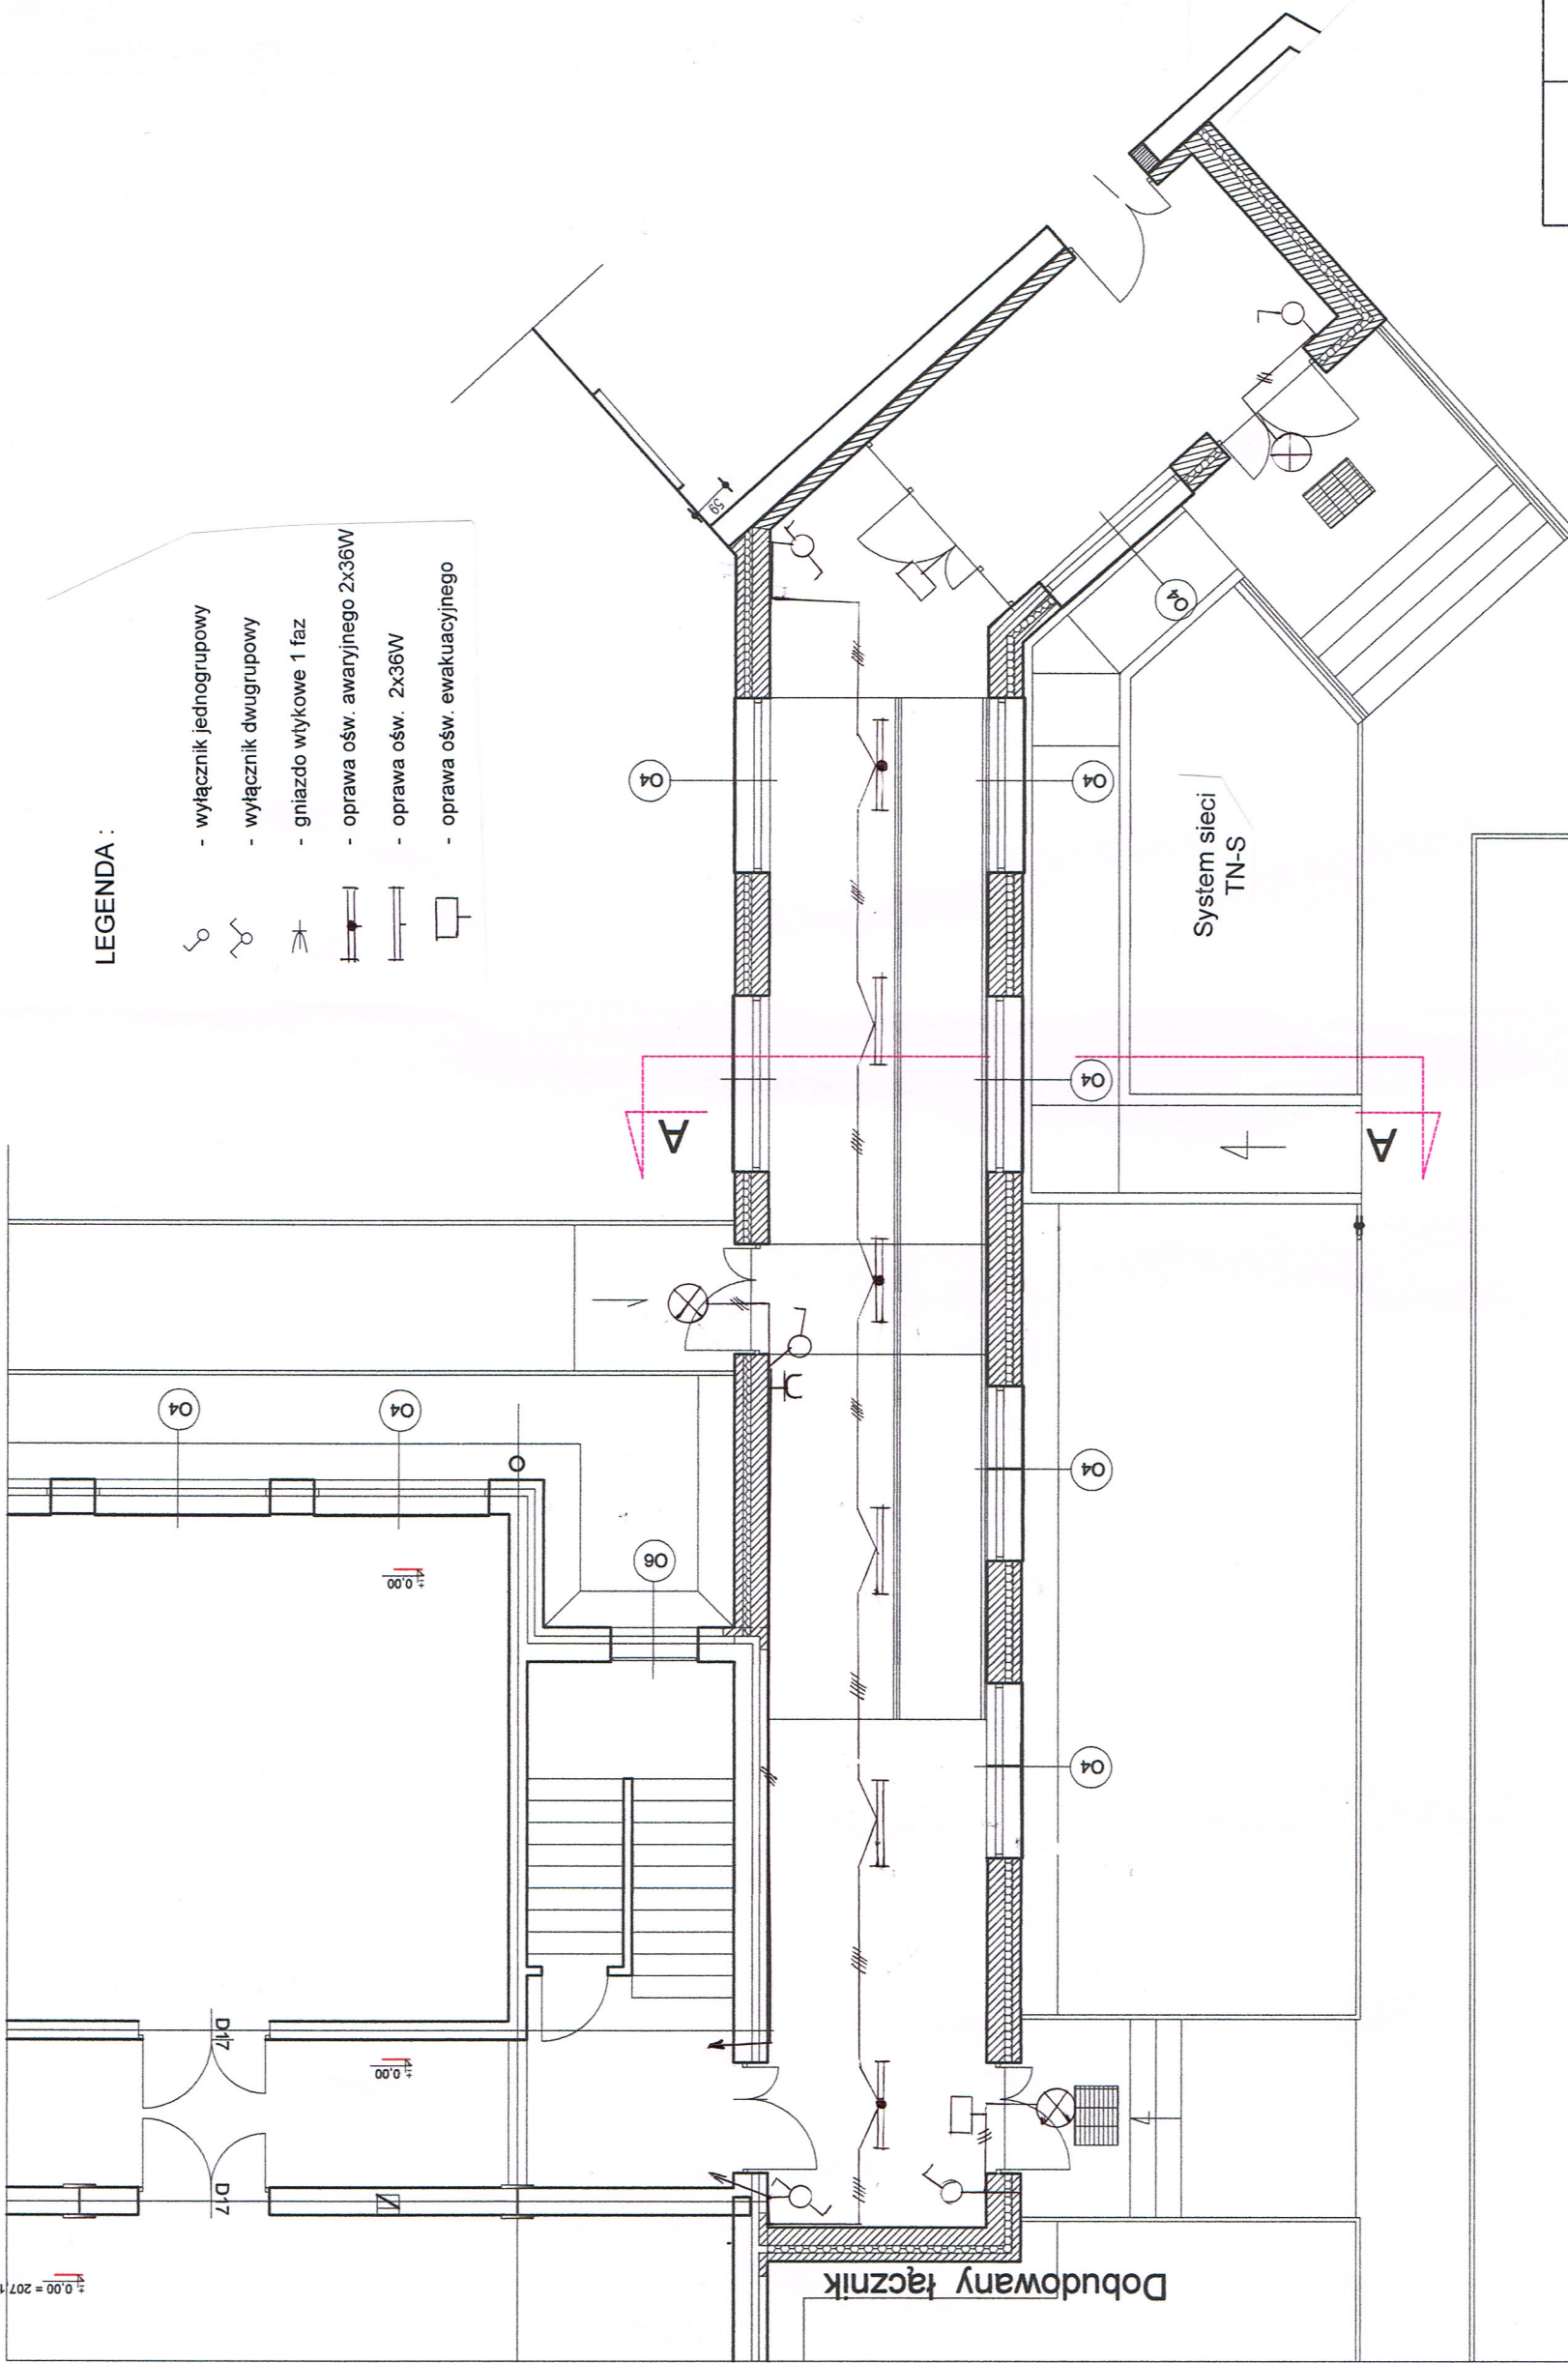 LEGENDA :
- wyłącznik jednogrupowy
- wyłącznik dwugrupowy
- gniazdo wtykowe 1 faz
- oprawa ośw. awaryjnego 2x36W
- oprawa ośw. 2x36W
- oprawa ośw. ewakuacyjnego
59
O4
O4
O4
System sieci
TN-S
O4
A
A
O4
O4
O4
O6
O4
± 0,00
D17
± 0,00
D17
± 0,00 = 207,1
Dobudowany łącznik